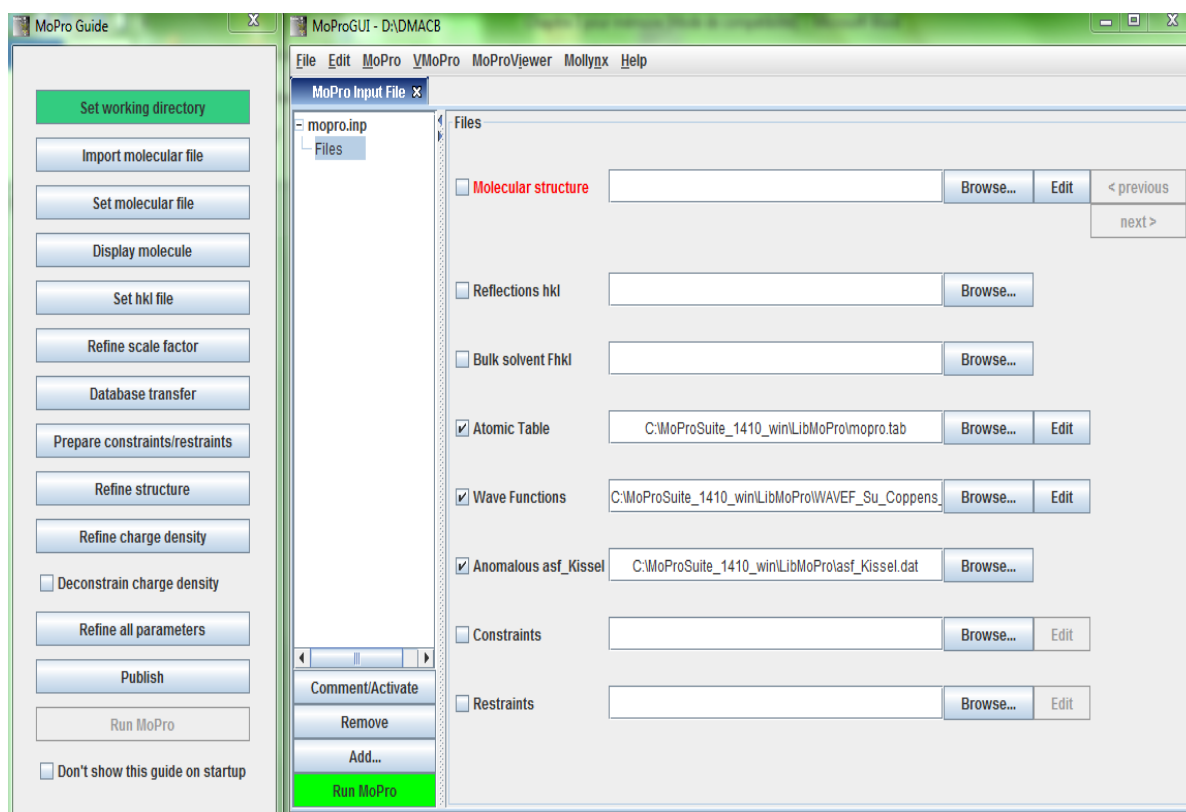 MoPro Guide
Set working directory
Import molecular file
Set molecular file
Display molecule
Set hkl file
Refine scale factor
Database transfer
Prepare constraints/restraints
Refine structure
Refine charge density
Deconstrain charge density
Refine all parameters
Publish
Run MoPro
Don't show this guide on startup
MoProGUI - D:\DMACB
File Edit MoPro VMoPro MoProViewer Mollynx Help
MoPro Input File
mopro.inp
Files
Comment/Activate
Remove
Add...
Run MoPro
Files
Molecular structure Browse... Edit < previous
next >
Reflections hkl Browse...
Bulk solvent Fhkl Browse...
Atomic Table C:\MoProSuite_1410_win\LibMoPro\mopro.tab Browse... Edit
Wave Functions C:\MoProSuite_1410_win\LibMoPro\WAVEF_Su_Coppens_ Browse... Edit
Anomalous asf_Kissel C:\MoProSuite_1410_win\LibMoPro\asf_Kissel.dat Browse...
Constraints Browse... Edit
Restraints Browse... Edit